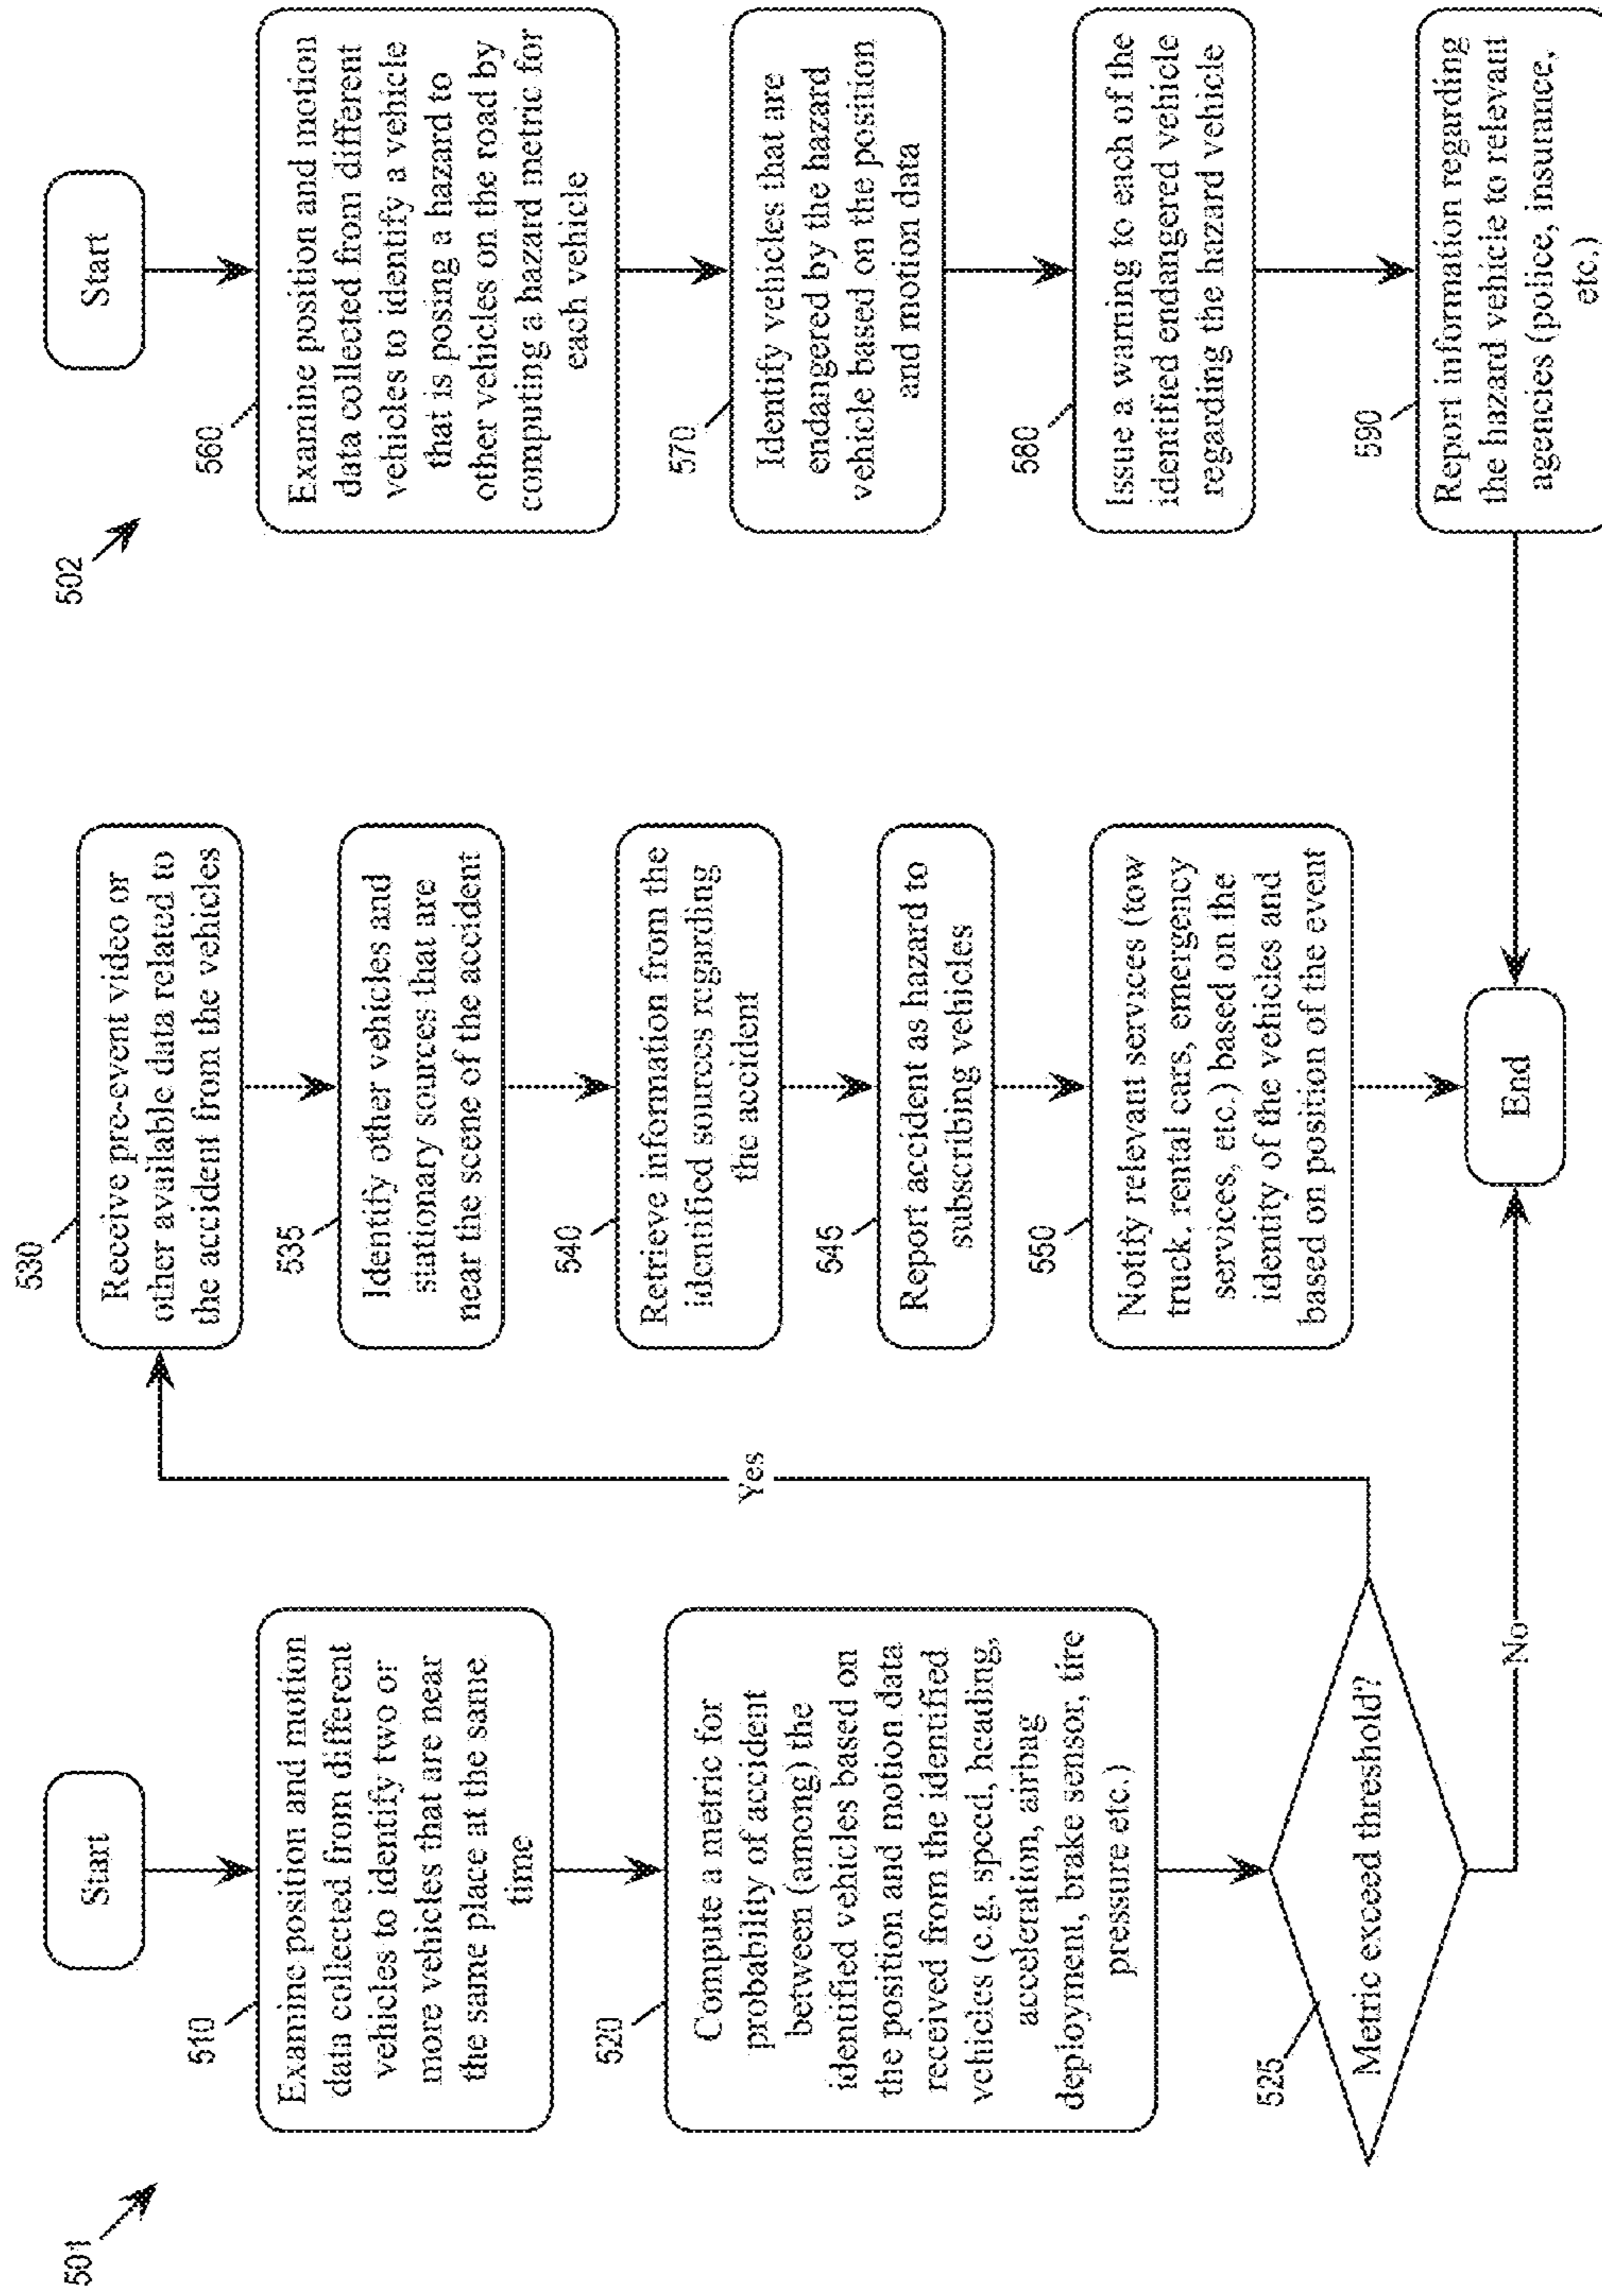 501
Start
510
Examine position and motion
data collected from different
vehicles to identify two or
more vehicles that are near
the same place at the same
time
520
Compute a metric for
probability of accident
between (among) the
identified vehicles based on
the position and motion data
received from the identified
vehicles (e.g. speed, heading,
acceleration, airbag
deployment, brake sensor, tire
pressure etc.)
525
Metric exceed threshold?
Yes
No
530
Receive pre-event video or
other available data related to
the accident from the vehicles
535
Identify other vehicles and
stationary sources that are
near the scene of the accident
540
Retrieve information from the
identified sources regarding
the accident
545
Report accident as hazard to
subscribing vehicles
550
Notify relevant services (tow
truck, rental cars, emergency
services, etc.) based on the
identity of the vehicles and
based on position of the event
End
502
Start
560
Examine position and motion
data collected from different
vehicles to identify a vehicle
that is posing a hazard to
other vehicles on the road by
computing a hazard metric for
each vehicle
570
Identify vehicles that are
endangered by the hazard
vehicle based on the position
and motion data
580
Issue a warning to each of the
identified endangered vehicle
regarding the hazard vehicle
590
Report information regarding
the hazard vehicle to relevant
agencies (police, insurance,
etc.)